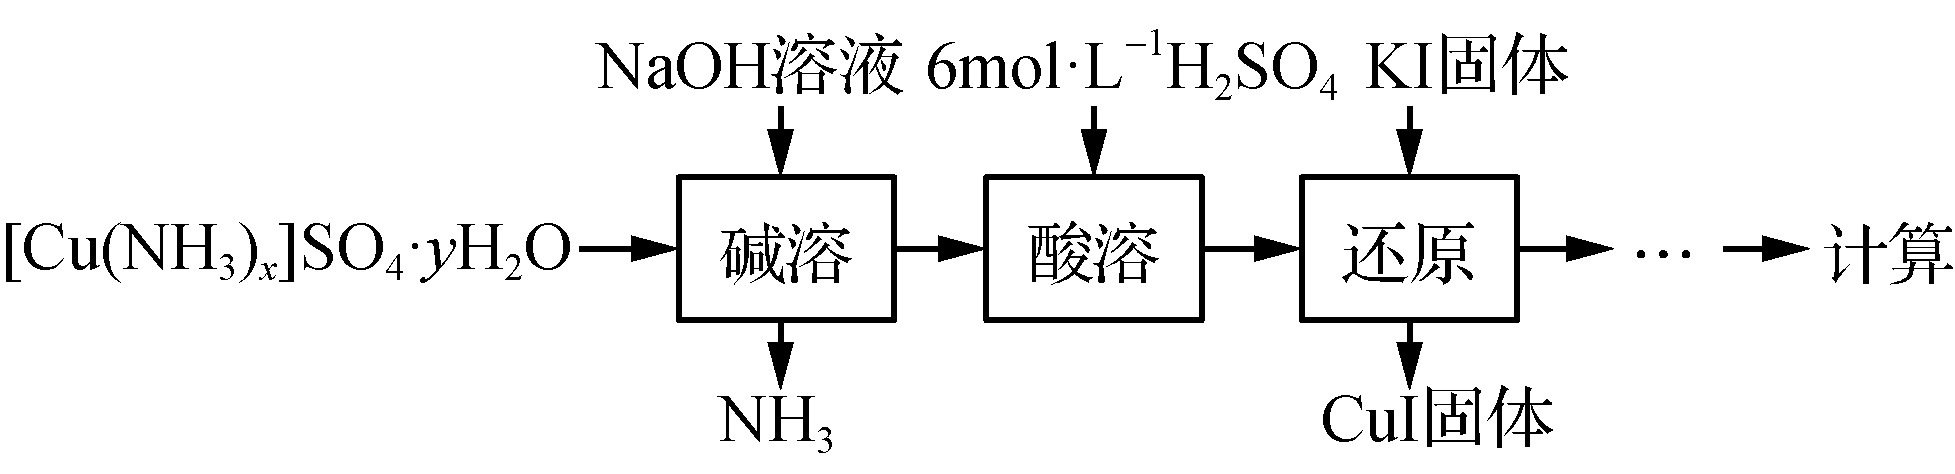 NaOH溶液 6mol·L⁻¹H₂SO₄ KI固体
[Cu(NH₃)ₓ]SO₄·yH₂O 碱溶 酸溶 还原 … 计算
NH₃ CuI固体